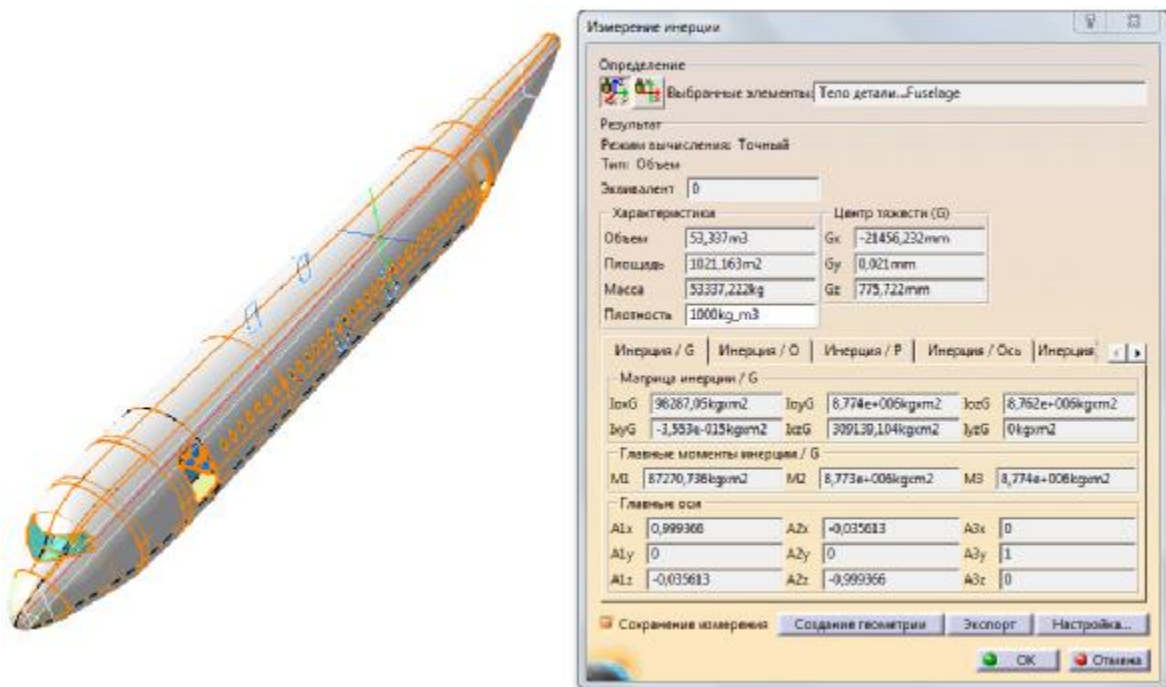 Измерение инерции
Определение
Выбранные элементы: Тело детали...Fuselage
Результат
Режим вычисления: Точный
Тип: Объем
Эквивалент 0
Характеристики Центр тяжести (G)
Объем 53,337m3 Gx -21456,232mm
Площадь 1021,163m2 Gy 0,021mm
Масса 53337,222kg Gz 775,722mm
Плотность 1000kg_m3
Инерция / G Инерция / O Инерция / P Инерция / Ось Инерция
Матрица инерции / G
IoxG 98287,05kgxm2 IoyG 8,774e+006kgxm2 IozG 8,762e+006kgxm2
IxyG -3,553e-015kgxm2 IxzG 309139,104kgxm2 IyzG 0kgxm2
Главные моменты инерции / G
M1 87270,736kgxm2 M2 8,773e+006kgxm2 M3 8,774e+006kgxm2
Главные оси
A1x 0,999366 A2x -0,035613 A3x 0
A1y 0 A2y 0 A3y 1
A1z -0,035613 A2z -0,999366 A3z 0
Сохранение измерения Создание геометрии Экспорт Настройка...
OK Отмена